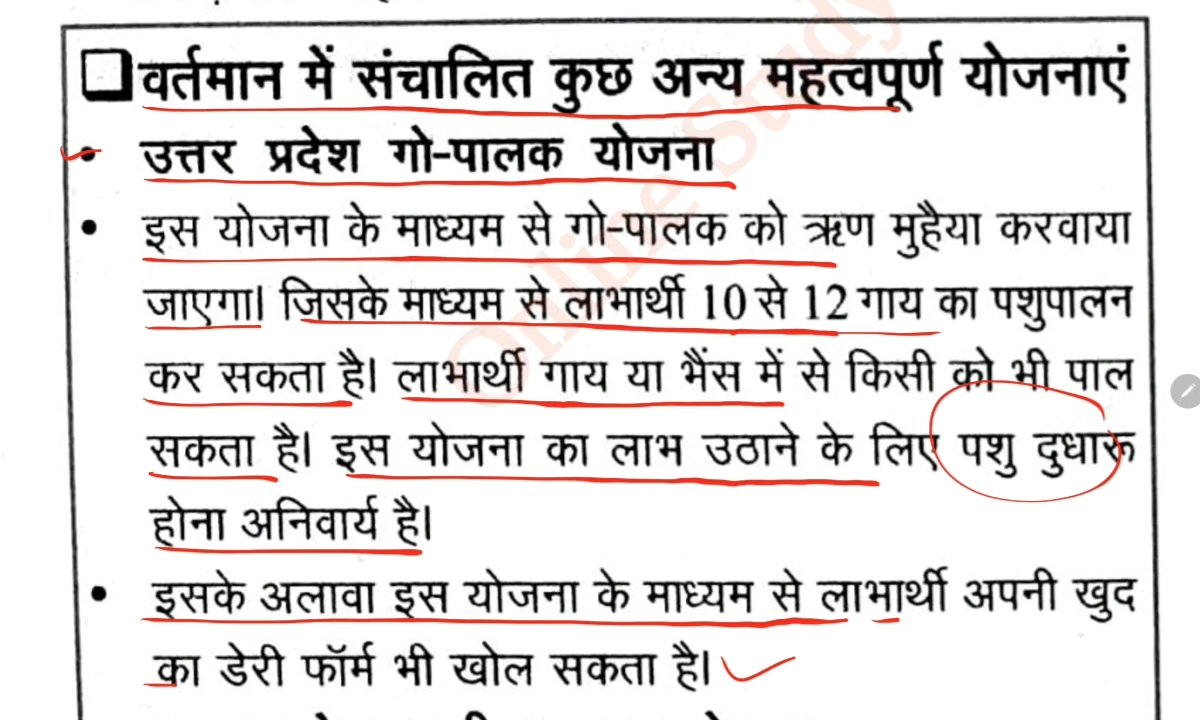 वर्तमान में संचालित कुछ अन्य महत्वपूर्ण योजनाएं
• उत्तर प्रदेश गो-पालक योजना
• इस योजना के माध्यम से गो-पालक को ऋण मुहैया करवाया
जाएगा। जिसके माध्यम से लाभार्थी 10 से 12 गाय का पशुपालन
कर सकता है। लाभार्थी गाय या भैंस में से किसी को भी पाल
सकता है। इस योजना का लाभ उठाने के लिए पशु दुधारू
होना अनिवार्य है।
• इसके अलावा इस योजना के माध्यम से लाभार्थी अपनी खुद
का डेरी फॉर्म भी खोल सकता है।
Online Study